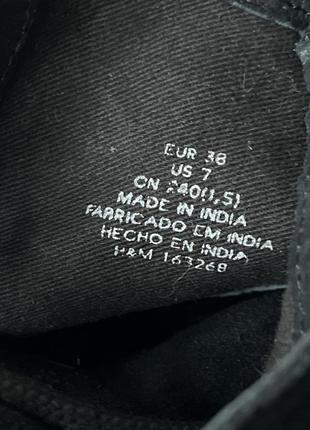 EUR 38
US 7
CN 240(1,5)
MADE IN INDIA
FABRICADO EM INDIA
HECHO EN INDIA
H&M 163268